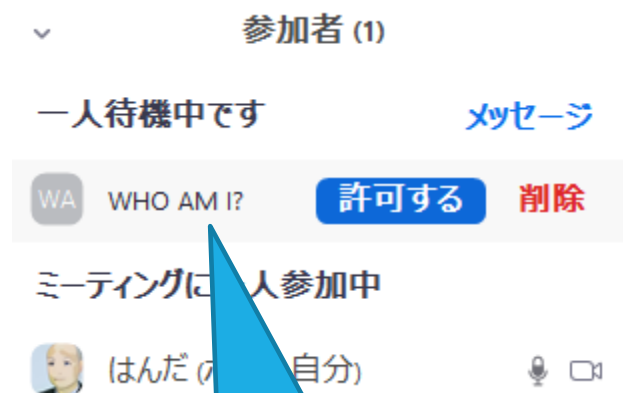 参加者 (1)
一人待機中です メッセージ
WA WHO AM I? 許可する 削除
ミーティングに 人参加中
はんだ ( 自分)